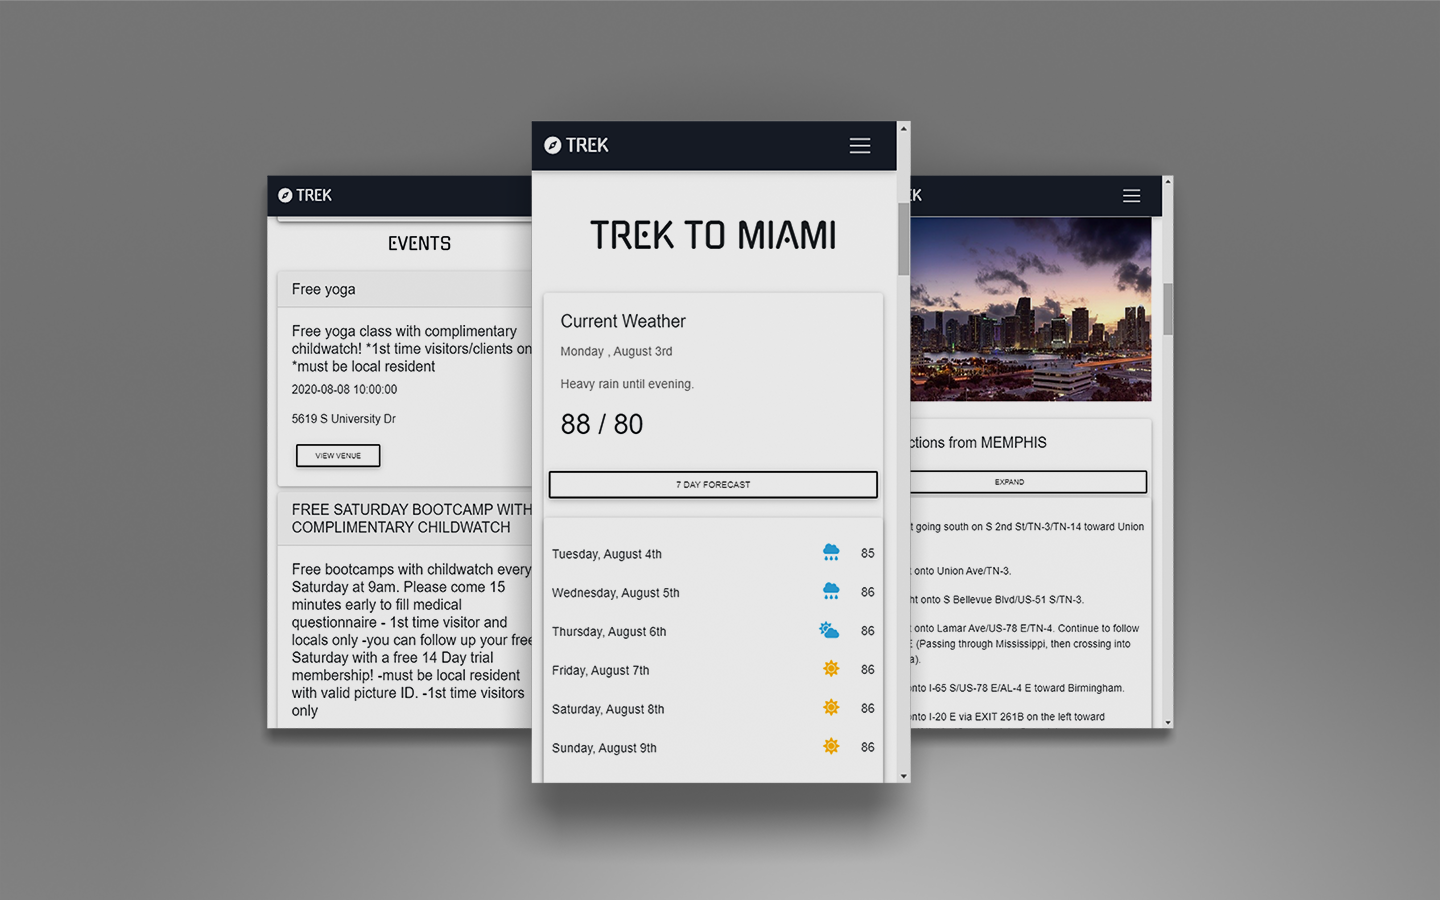 TREK
EVENTS
Free yoga
Free yoga class with complimentary
childwatch! *1st time visitors/clients on
*must be local resident
2020-08-08 10:00:00
5619 S University Dr
VIEW VENUE
FREE SATURDAY BOOTCAMP WITH
COMPLIMENTARY CHILDWATCH
Free bootcamps with childwatch every
Saturday at 9am. Please come 15
minutes early to fill medical
questionnaire - 1st time visitor and
locals only -you can follow up your free
Saturday with a free 14 Day trial
membership! -must be local resident
with valid picture ID. -1st time visitors
only
TREK
TREK TO MIAMI
Current Weather
Monday , August 3rd
Heavy rain until evening.
88 / 80
7 DAY FORECAST
Tuesday, August 4th 85
Wednesday, August 5th 86
Thursday, August 6th 86
Friday, August 7th 86
Saturday, August 8th 86
Sunday, August 9th 86
EK
ctions from MEMPHIS
EXPAND
t going south on S 2nd St/TN-3/TN-14 toward Union
onto Union Ave/TN-3.
ht onto S Bellevue Blvd/US-51 S/TN-3.
t onto Lamar Ave/US-78 E/TN-4. Continue to follow
E (Passing through Mississippi, then crossing into
a).
onto I-65 S/US-78 E/AL-4 E toward Birmingham.
onto I-20 E via EXIT 261B on the left toward